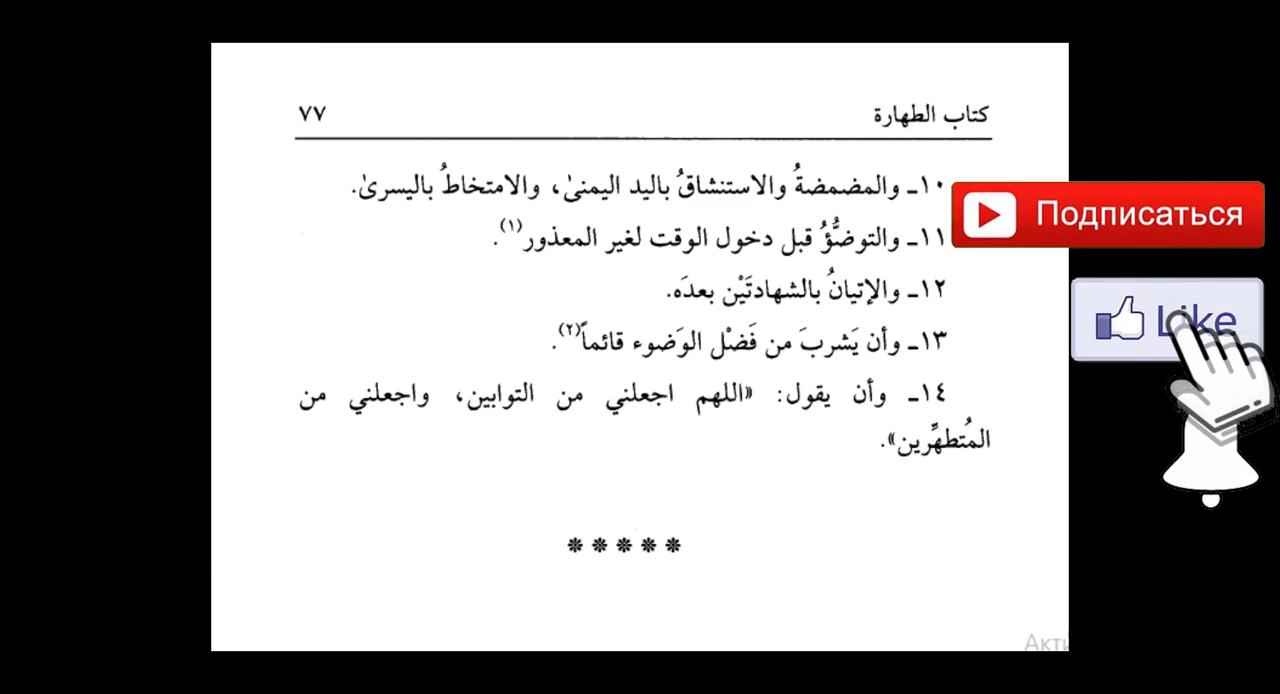 كتاب الطهارة ٧٧
١٠ـ والمضمضةُ والاستنشاقُ باليد اليمنىٰ، والامتخاطُ باليسرىٰ.
١١ـ والتوضُّؤُ قبل دخول الوقت لغير المعذور(١).
١٢ـ والإتيانُ بالشهادتَيْن بعدَه.
١٣ـ وأن يَشربَ من فَضْل الوَضوء قائماً(٢).
١٤ـ وأن يقول: «اللهم اجعلني من التوابين، واجعلني من
المُتطهِّرين».
*****
Подписаться
Like